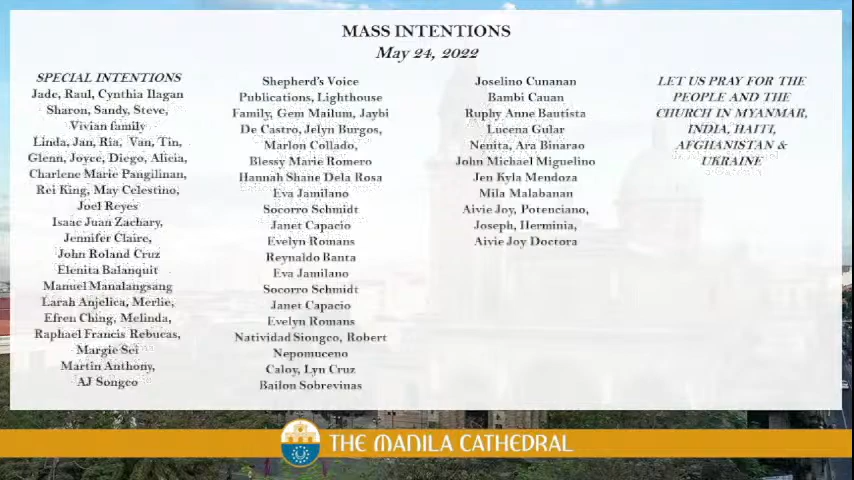 MASS INTENTIONS
May 24, 2022
SPECIAL INTENTIONS
Jade, Raul, Cynthia Ilagan
Sharon, Sandy, Steve,
Vivian family
Linda, Jan, Ria, Van, Tin,
Glenn, Joyce, Diego, Alicia,
Charlene Marie Pangilinan,
Rei King, May Celestino,
Joel Reyes
Isaac Juan Zachary,
Jennifer Claire,
John Roland Cruz
Elenita Balanquit
Manuel Manalangsang
Larah Anjelica, Merlie,
Efren Ching, Melinda,
Raphael Francis Rebucas,
Margie Sei
Martin Anthony,
AJ Songco
Shepherd's Voice
Publications, Lighthouse
Family, Gem Mailum, Jaybi
De Castro, Jelyn Burgos,
Marlon Collado,
Blessy Marie Romero
Hannah Shane Dela Rosa
Eva Jamilano
Socorro Schmidt
Janet Capacio
Evelyn Romans
Reynaldo Banta
Eva Jamilano
Socorro Schmidt
Janet Capacio
Evelyn Romans
Natividad Siongco, Robert
Nepomuceno
Caloy, Lyn Cruz
Bailon Sobrevinas
Joselino Cunanan
Bambi Cauan
Ruphy Anne Bautista
Lucena Gular
Nenita, Ara Binarao
John Michael Miguelino
Jen Kyla Mendoza
Mila Malabanan
Aivie Joy, Potenciano,
Joseph, Herminia,
Aivie Joy Doctora
LET US PRAY FOR THE
PEOPLE AND THE
CHURCH IN MYANMAR,
INDIA, HAITI,
AFGHANISTAN &
UKRAINE
THE MANILA CATHEDRAL